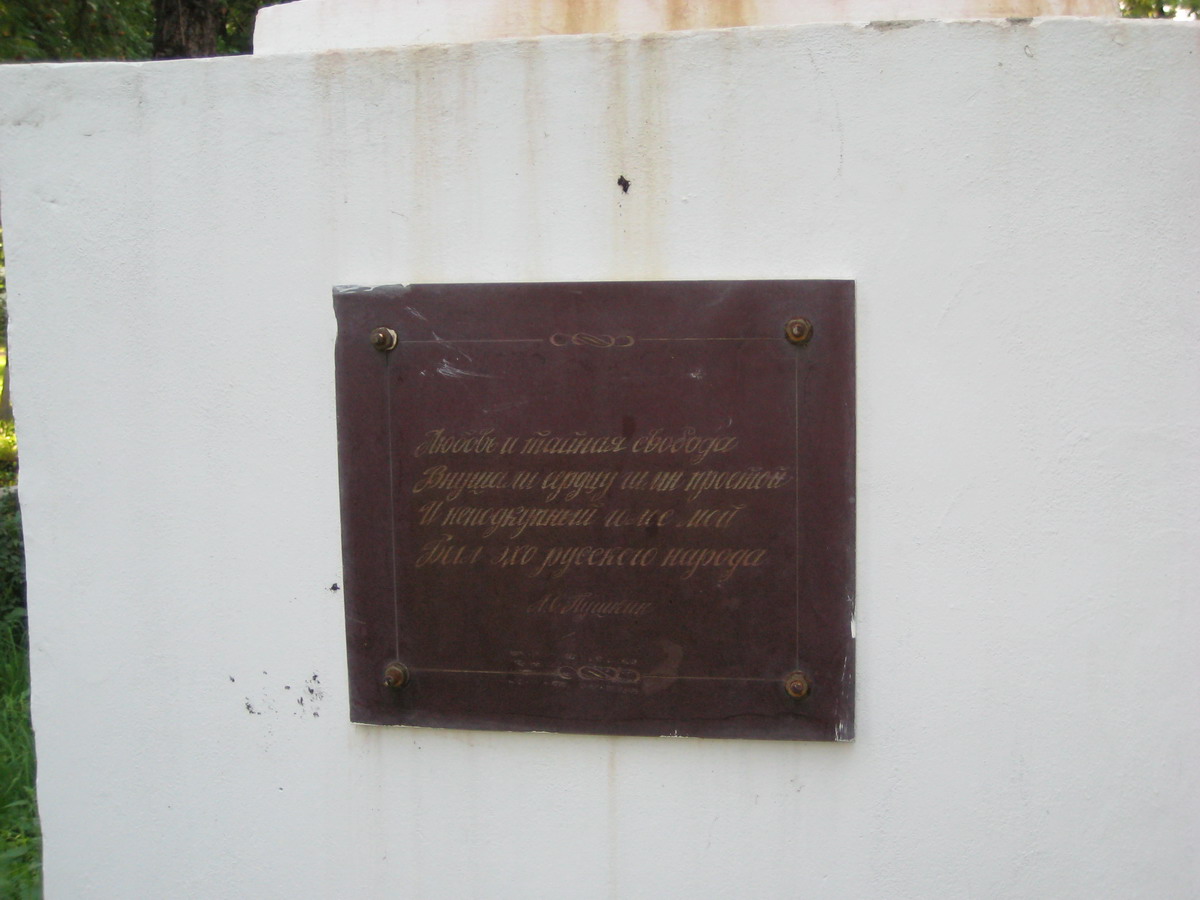 Любовь и тайная свобода
Внушали сердцу гимн простой
И неподкупный голос мой
Был эхо русского народа
А.С. Пушкин